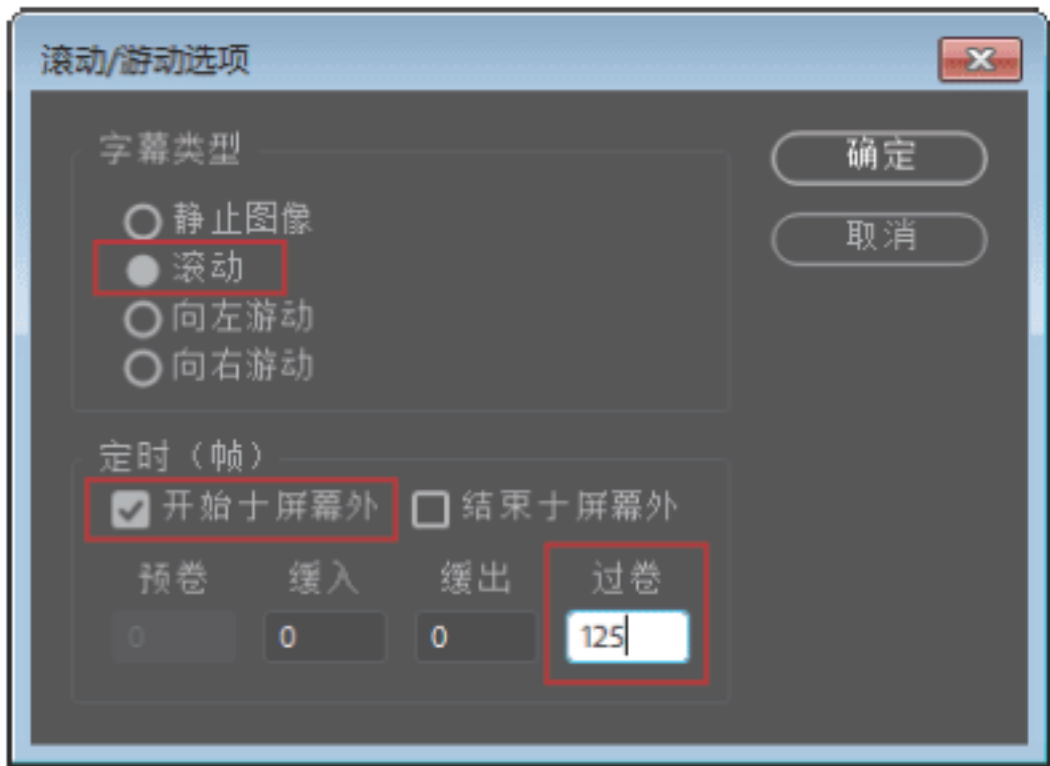 滚动/游动选项
字幕类型
静止图像
滚动
向左游动
向右游动
确定
取消
定时（帧）
开始于屏幕外 结束于屏幕外
预卷 缓入 缓出 过卷
0 0 0 125